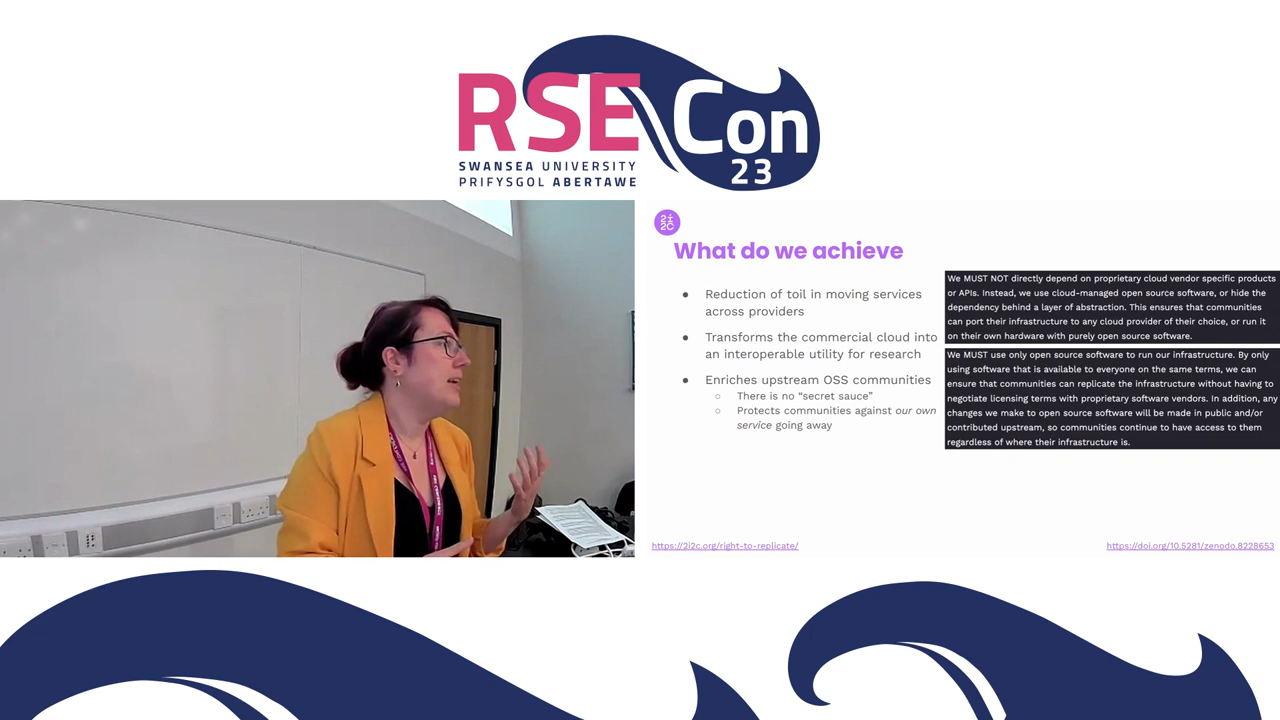 RSE Con
23
SWANSEA UNIVERSITY
PRIFYSGOL ABERTAWE
2i
2C
What do we achieve
● Reduction of toil in moving services
across providers
● Transforms the commercial cloud into
an interoperable utility for research
● Enriches upstream OSS communities
○ There is no “secret sauce”
○ Protects communities against our own
service going away
We MUST NOT directly depend on proprietary cloud vendor specific products
or APIs. Instead, we use cloud-managed open source software, or hide the
dependency behind a layer of abstraction. This ensures that communities
can port their infrastructure to any cloud provider of their choice, or run it
on their own hardware with purely open source software.
We MUST use only open source software to run our infrastructure. By only
using software that is available to everyone on the same terms, we can
ensure that communities can replicate the infrastructure without having to
negotiate licensing terms with proprietary software vendors. In addition, any
changes we make to open source software will be made in public and/or
contributed upstream, so communities continue to have access to them
regardless of where their infrastructure is.
https://2i2c.org/right-to-replicate/
https://doi.org/10.5281/zenodo.8228653